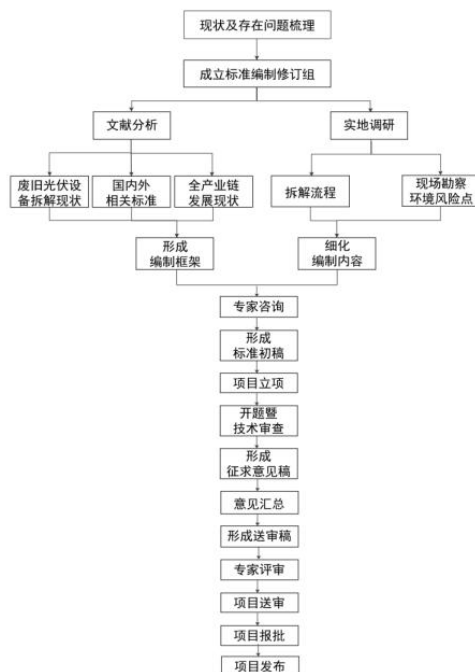 现状及存在问题梳理
成立标准编制修订组
文献分析
实地调研
废旧光伏设
备拆解现状
国内外
相关标准
全产业链
发展现状
拆解流程
现场勘察
环境风险点
形成
编制框架
细化
编制内容
专家咨询
形成
标准初稿
项目立项
开题暨
技术审查
形成
征求意见稿
意见汇总
形成送审稿
专家评审
项目送审
项目报批
项目发布